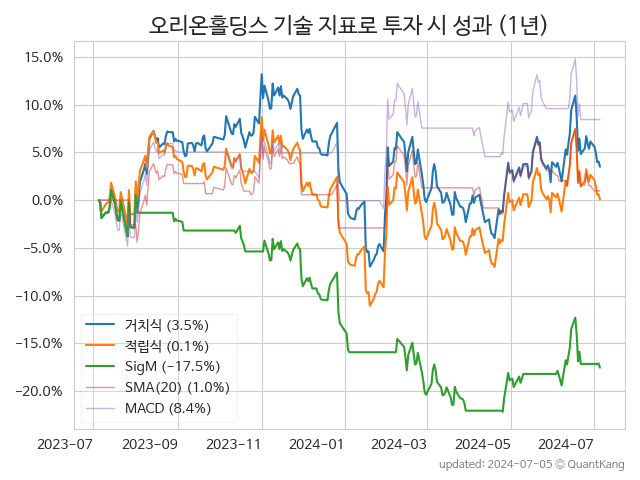 오리온홀딩스 기술 지표로 투자 시 성과 (1년)
15.0%
10.0%
5.0%
0.0%
−5.0%
−10.0%
−15.0%
−20.0%
거치식 (3.5%)
적립식 (0.1%)
SigM (−17.5%)
SMA(20) (1.0%)
MACD (8.4%)
2023-07 2023-09 2023-11 2024-01 2024-03 2024-05 2024-07
updated: 2024-07-05 © QuantKang